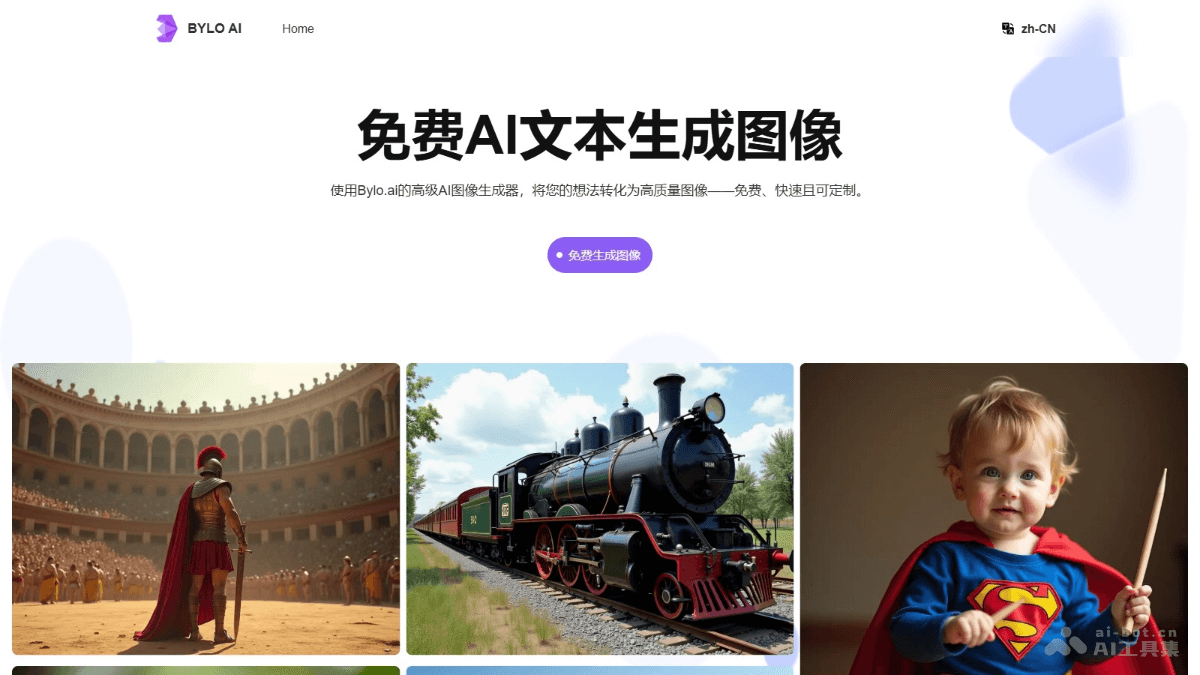 BYLO AI
Home
zh-CN
免费AI文本生成图像
使用Bylo.ai的高级AI图像生成器，将您的想法转化为高质量图像——免费、快速且可定制。
免费生成图像
ai-bot.cn
AI工具集